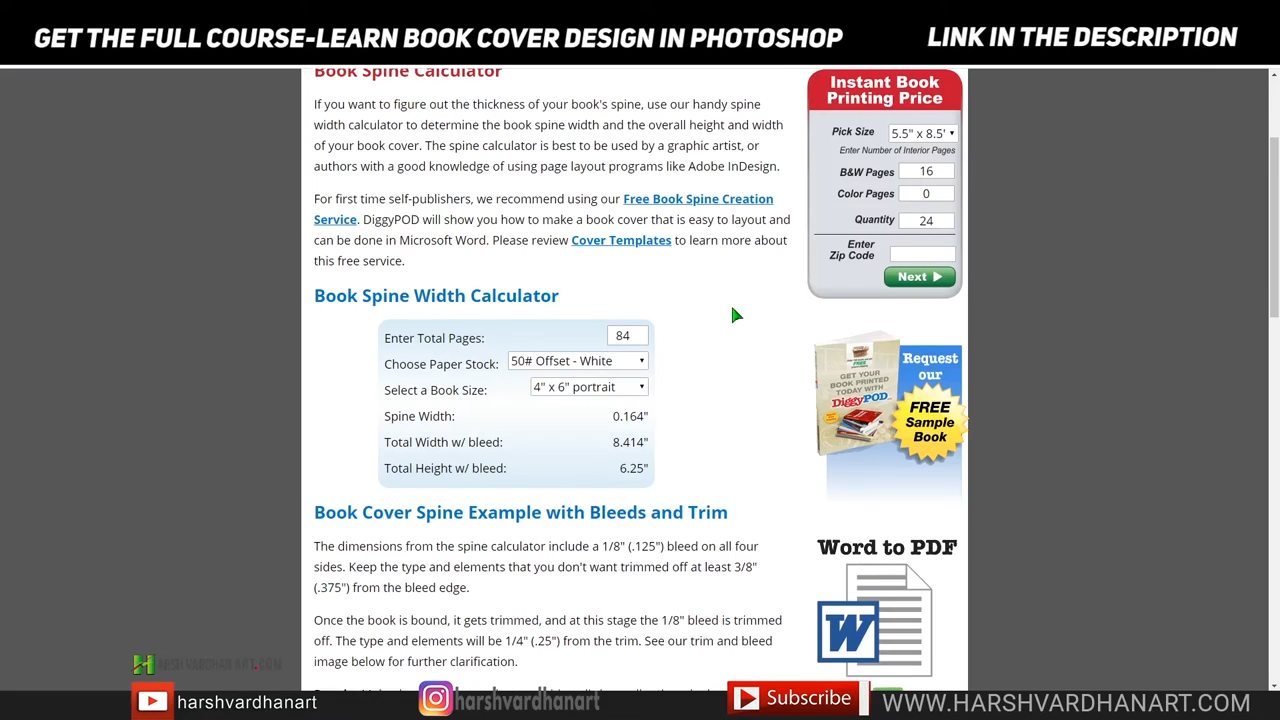 GET THE FULL COURSE-LEARN BOOK COVER DESIGN IN PHOTOSHOP
LINK IN THE DESCRIPTION
Book Spine Calculator
If you want to figure out the thickness of your book's spine, use our handy spine
width calculator to determine the book spine width and the overall height and width
of your book cover. The spine calculator is best to be used by a graphic artist, or
authors with a good knowledge of using page layout programs like Adobe InDesign.
For first time self-publishers, we recommend using our Free Book Spine Creation
Service. DiggyPOD will show you how to make a book cover that is easy to layout and
can be done in Microsoft Word. Please review Cover Templates to learn more about
this free service.
Book Spine Width Calculator
Enter Total Pages: 84
Choose Paper Stock: 50# Offset - White
Select a Book Size: 4" x 6" portrait
Spine Width: 0.164"
Total Width w/ bleed: 8.414"
Total Height w/ bleed: 6.25"
Book Cover Spine Example with Bleeds and Trim
The dimensions from the spine calculator include a 1/8" (.125") bleed on all four
sides. Keep the type and elements that you don't want trimmed off at least 3/8"
(.375") from the bleed edge.
Once the book is bound, it gets trimmed, and at this stage the 1/8" bleed is trimmed
off. The type and elements will be 1/4" (.25") from the trim. See our trim and bleed
image below for further clarification.
Instant Book
Printing Price
Pick Size 5.5" x 8.5'
Enter Number of Interior Pages
B&W Pages 16
Color Pages 0
Quantity 24
Enter
Zip Code
Next
GET YOUR
BOOK PRINTED
TODAY WITH
DiggyPOD
Request
our
FREE
Sample
Book
Word to PDF
W
HARSHVARDHANART.COM
harshvardhanart
harshvardhanart
Subscribe
WWW.HARSHVARDHANART.COM